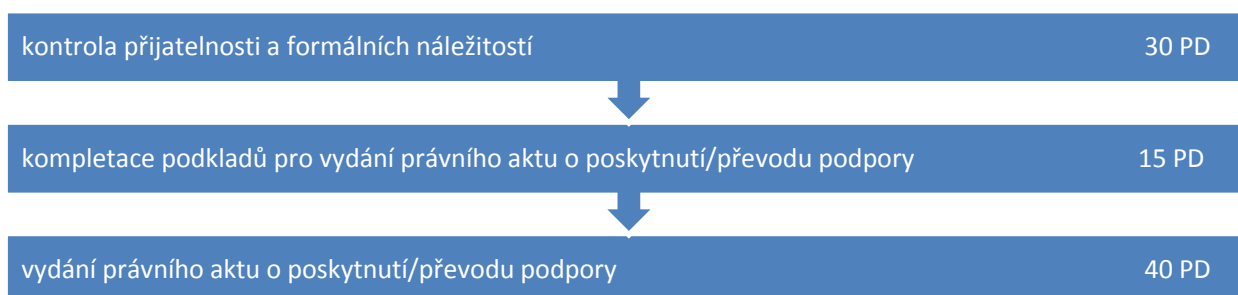 kontrola přijatelnosti a formálních náležitostí 30 PD
kompletace podkladů pro vydání právního aktu o poskytnutí/převodu podpory 15 PD
vydání právního aktu o poskytnutí/převodu podpory 40 PD